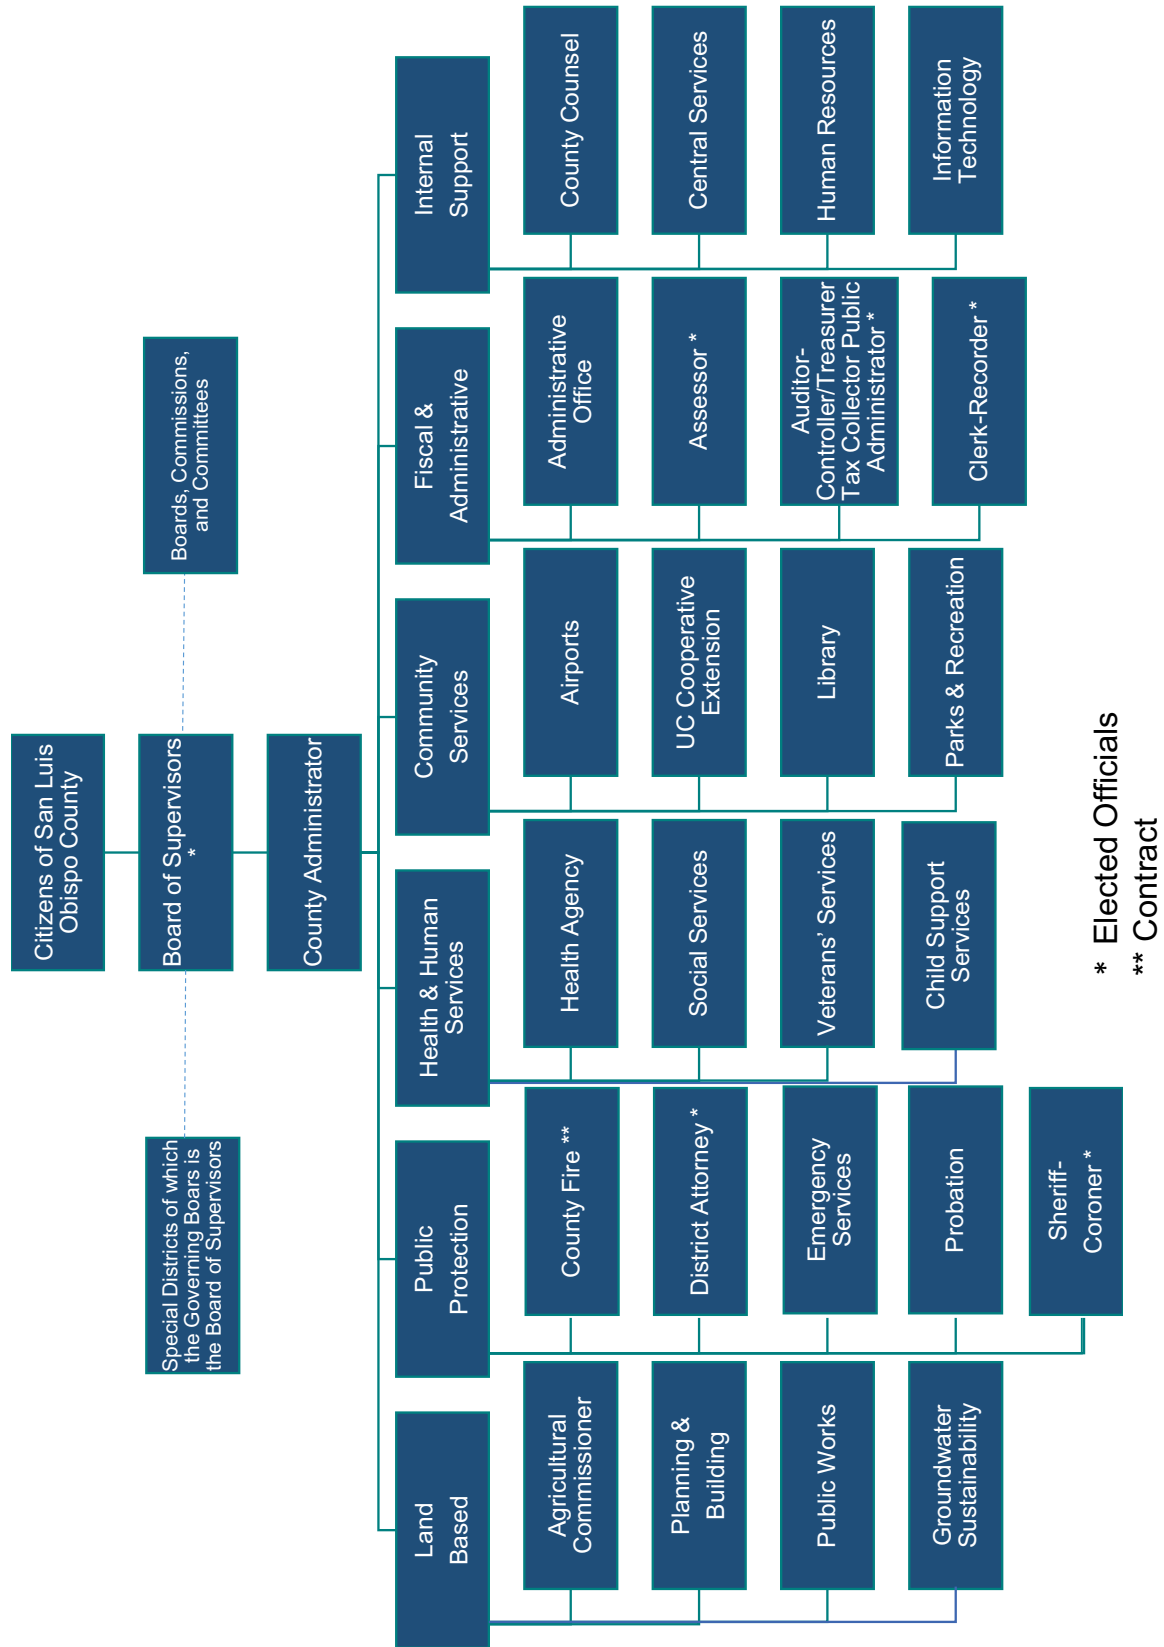 Citizens of San Luis
Obispo County
Special Districts of which
the Governing Boars is
the Board of Supervisors
Board of Supervisors
*
Boards, Commissions,
and Committees
County Administrator
Land
Based
Agricultural
Commissioner
Planning &
Building
Public Works
Groundwater
Sustainability
Public
Protection
County Fire **
District Attorney *
Emergency
Services
Probation
Sheriff-
Coroner *
Health & Human
Services
Health Agency
Social Services
Veterans’ Services
Child Support
Services
Community
Services
Airports
UC Cooperative
Extension
Library
Parks & Recreation
Fiscal &
Administrative
Administrative
Office
Assessor *
Auditor-
Controller/Treasurer
Tax Collector Public
Administrator *
Clerk-Recorder *
Internal
Support
County Counsel
Central Services
Human Resources
Information
Technology
* Elected Officials
** Contract